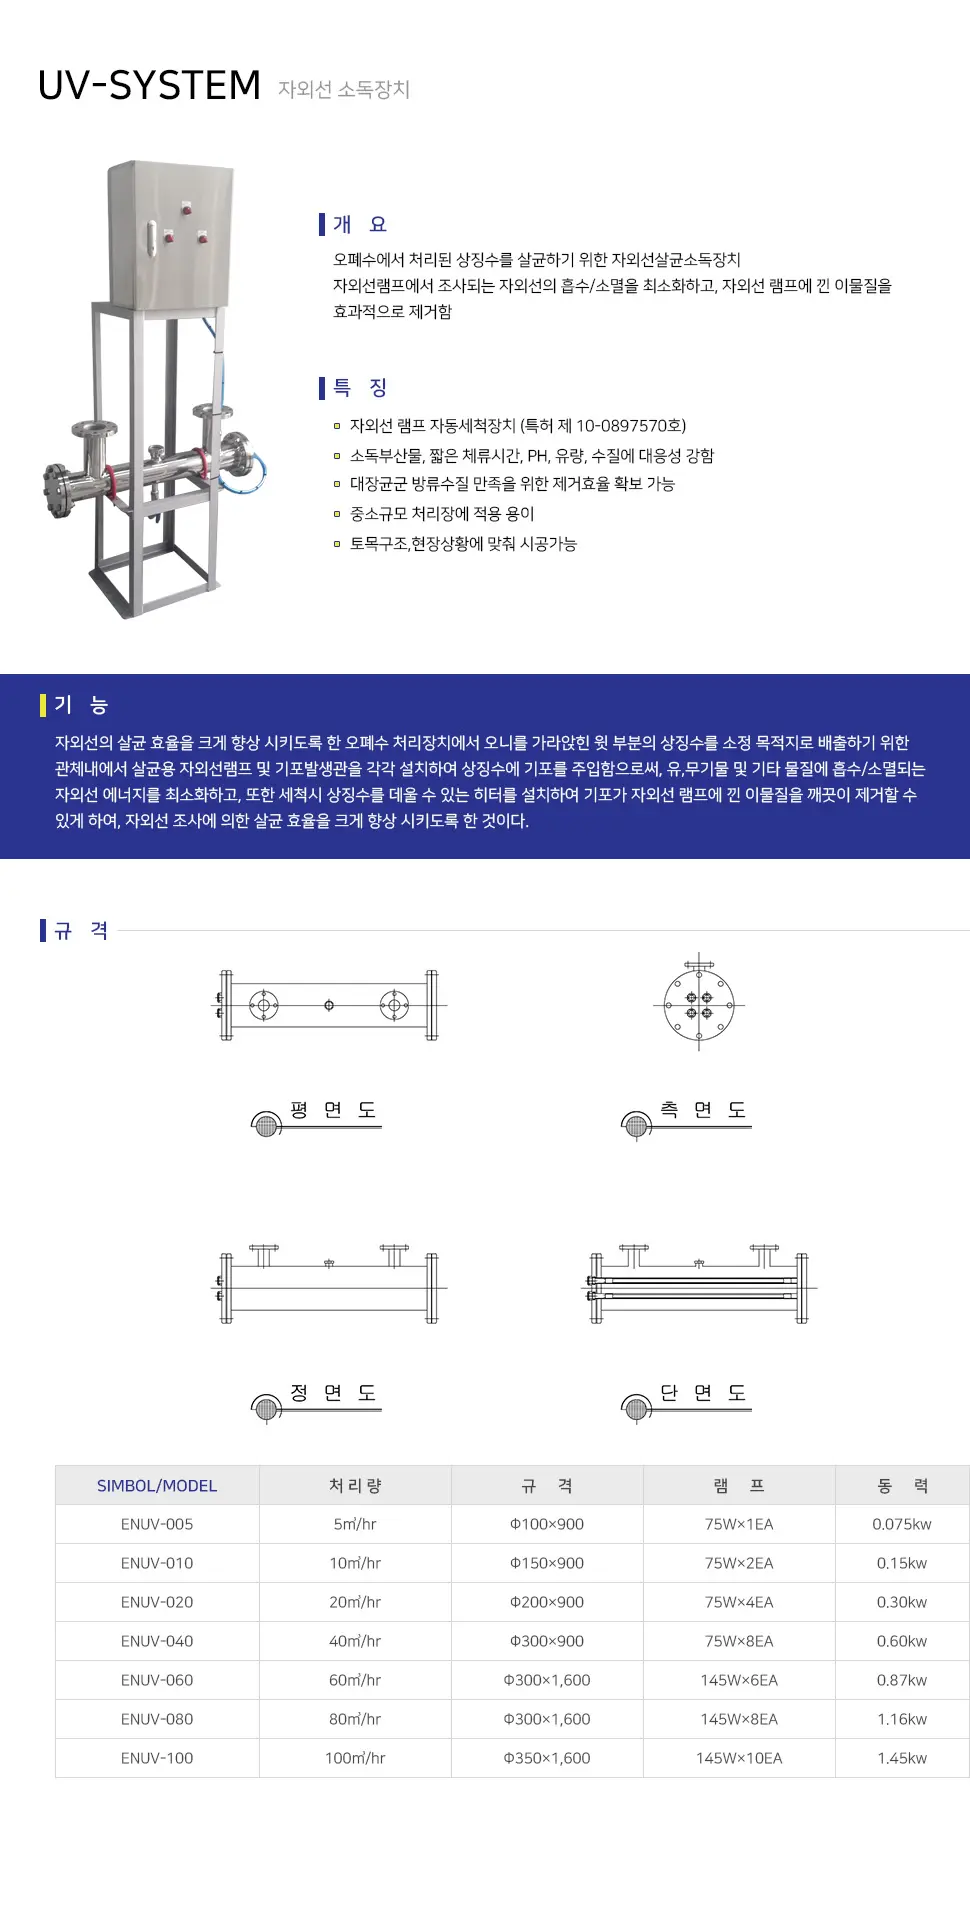 UV-SYSTEM 자외선 소독장치
개 요
오폐수에서 처리된 상징수를 살균하기 위한 자외선살균소독장치
자외선램프에서 조사되는 자외선의 흡수/소멸을 최소화하고, 자외선 램프에 낀 이물질을
효과적으로 제거함
특 징
자외선 램프 자동세척장치 (특허 제 10-0897570호)
소독부산물, 짧은 체류시간, PH, 유량, 수질에 대응성 강함
대장균군 방류수질 만족을 위한 제거효율 확보 가능
중소규모 처리장에 적용 용이
토목구조,현장상황에 맞춰 시공가능
기 능
자외선의 살균 효율을 크게 향상 시키도록 한 오폐수 처리장치에서 오니를 가라앉힌 윗 부분의 상징수를 소정 목적지로 배출하기 위한
관체내에서 살균용 자외선램프 및 기포발생관을 각각 설치하여 상징수에 기포를 주입함으로써, 유,무기물 및 기타 물질에 흡수/소멸되는
자외선 에너지를 최소화하고, 또한 세척시 상징수를 데울 수 있는 히터를 설치하여 기포가 자외선 램프에 낀 이물질을 깨끗이 제거할 수
있게 하여, 자외선 조사에 의한 살균 효율을 크게 향상 시키도록 한 것이다.
규 격
평 면 도 측 면 도
정 면 도 단 면 도
SIMBOL/MODEL 처리량 규 격 램 프 동 력
ENUV-005 5㎥/hr Φ100×900 75W×1EA 0.075kw
ENUV-010 10㎥/hr Φ150×900 75W×2EA 0.15kw
ENUV-020 20㎥/hr Φ200×900 75W×4EA 0.30kw
ENUV-040 40㎥/hr Φ300×900 75W×8EA 0.60kw
ENUV-060 60㎥/hr Φ300×1,600 145W×6EA 0.87kw
ENUV-080 80㎥/hr Φ300×1,600 145W×8EA 1.16kw
ENUV-100 100㎥/hr Φ350×1,600 145W×10EA 1.45kw